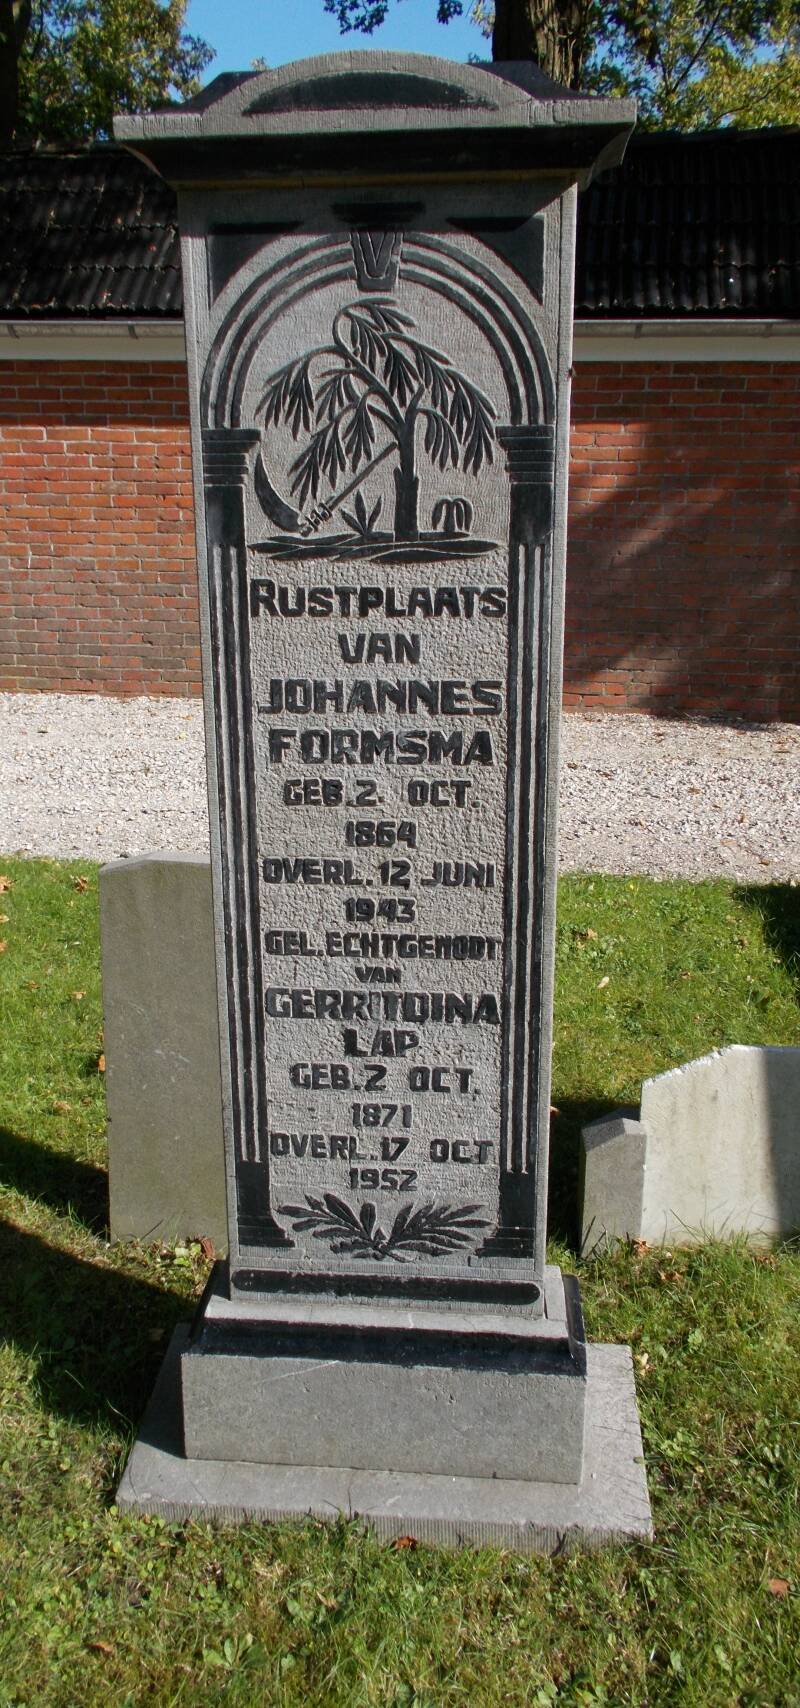 RUSTPLAATS
VAN
JOHANNES
FORMSMA
GEB. 2. OCT.
1864
OVERL. 12 JUNI
1943
GEL. ECHTGENOOT
VAN
GERRITDINA
LAP
GEB. 2 OCT.
1871
OVERL. 17 OCT
1952